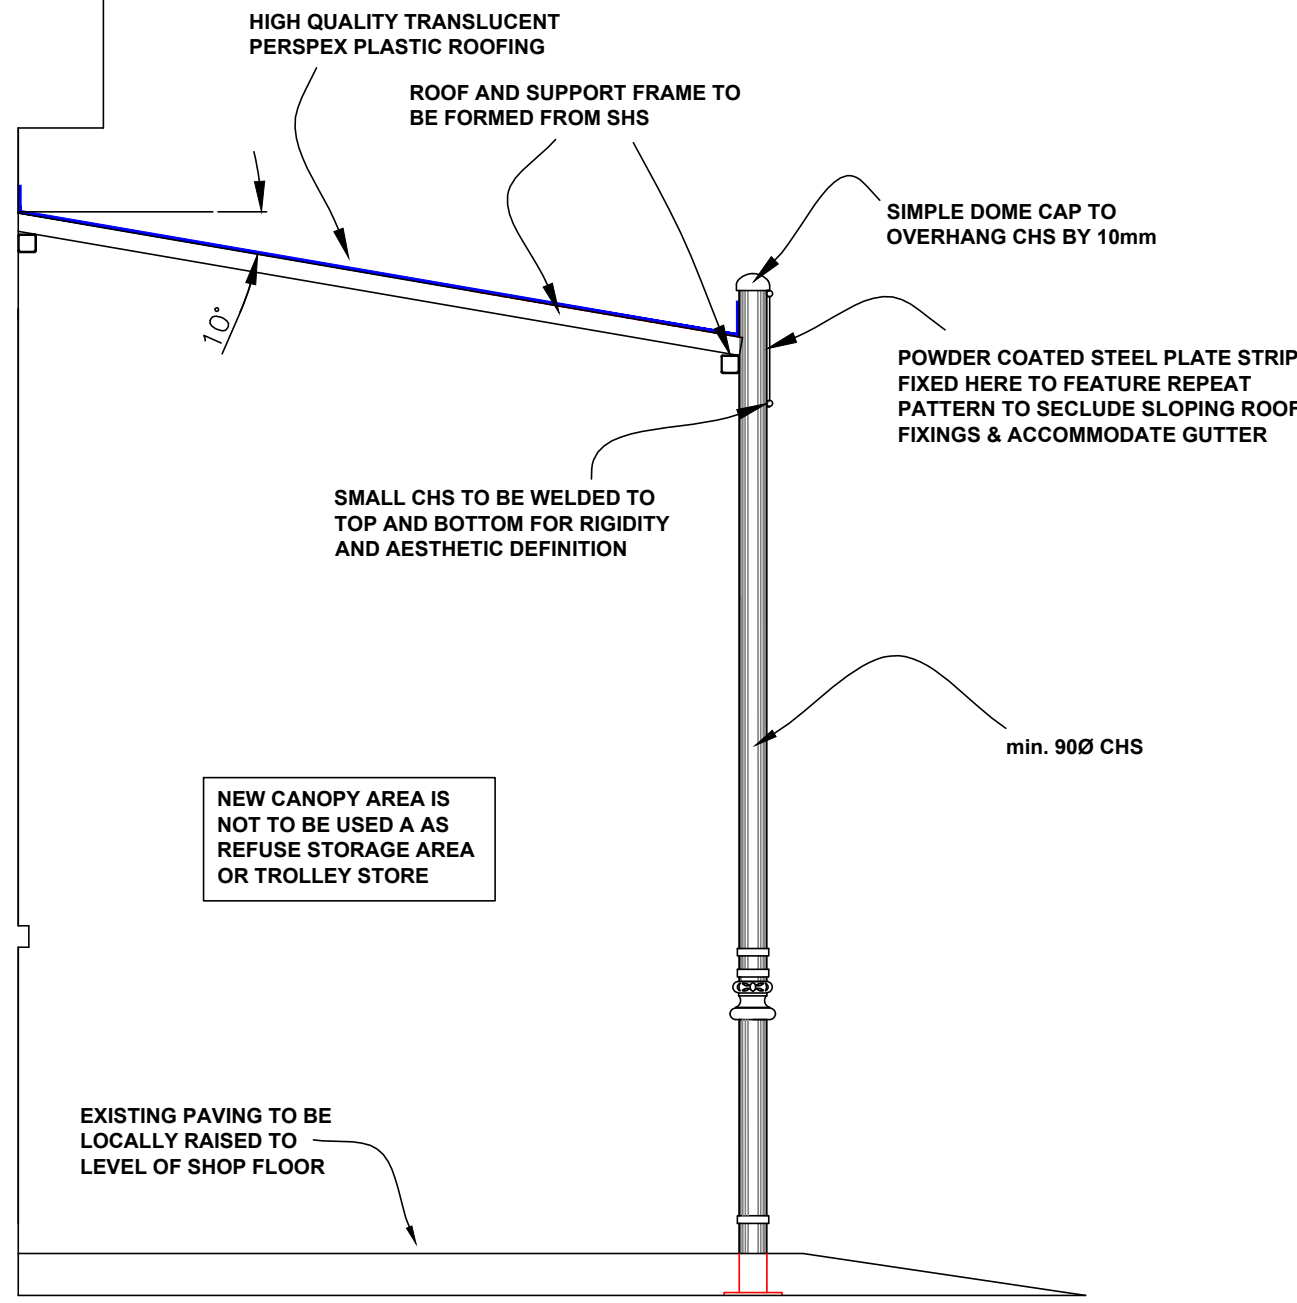 HIGH QUALITY TRANSLUCENT
PERSPEX PLASTIC ROOFING
ROOF AND SUPPORT FRAME TO
BE FORMED FROM SHS
SIMPLE DOME CAP TO
OVERHANG CHS BY 10mm
10°
POWDER COATED STEEL PLATE STRIP
FIXED HERE TO FEATURE REPEAT
PATTERN TO SECLUDE SLOPING ROOF
FIXINGS & ACCOMMODATE GUTTER
SMALL CHS TO BE WELDED TO
TOP AND BOTTOM FOR RIGIDITY
AND AESTHETIC DEFINITION
min. 90Ø CHS
NEW CANOPY AREA IS
NOT TO BE USED A AS
REFUSE STORAGE AREA
OR TROLLEY STORE
EXISTING PAVING TO BE
LOCALLY RAISED TO
LEVEL OF SHOP FLOOR